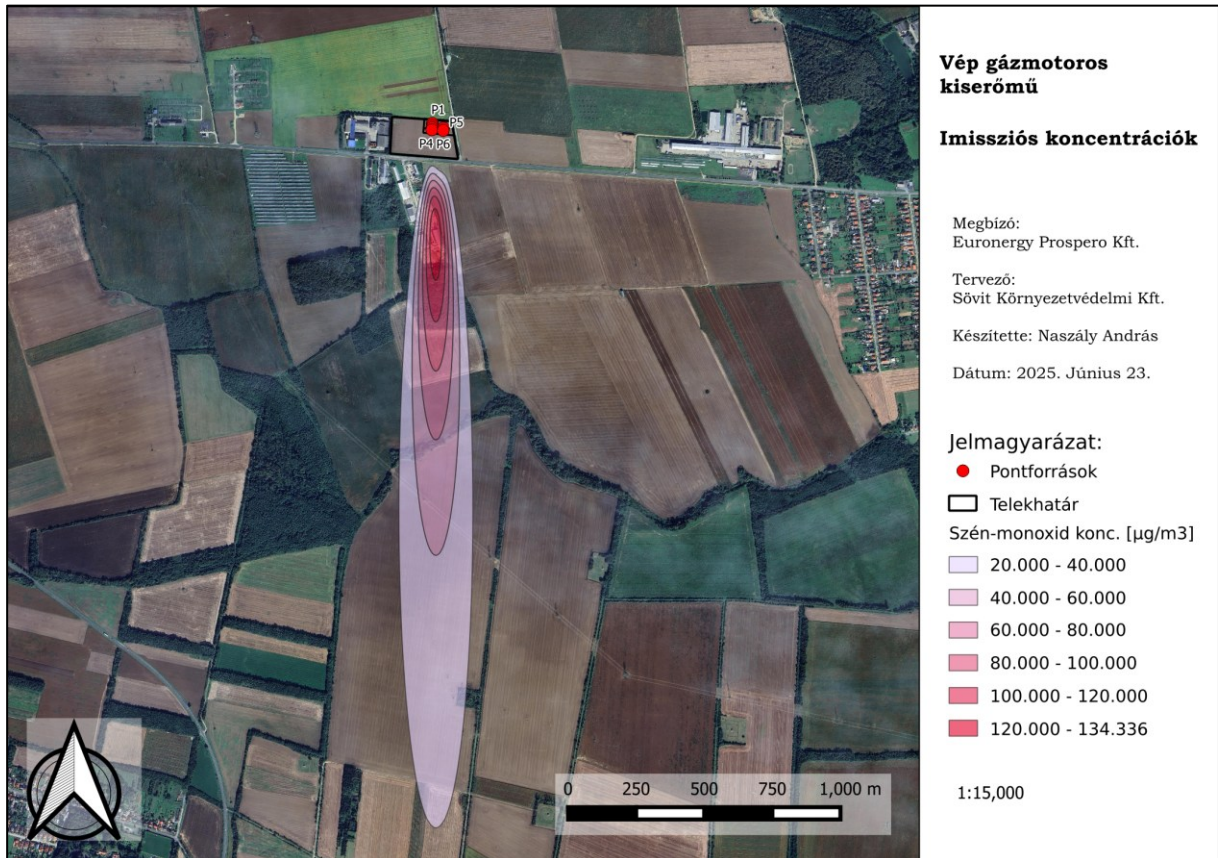 P1
P5
P4 P6
Vép gázmotoros
kiserőmű
Imissziós koncentrációk
Megbízó:
Euronergy Prospero Kft.
Tervező:
Sövit Környezetvédelmi Kft.
Készítette: Naszály András
Dátum: 2025. Június 23.
Jelmagyarázat:
Pontforrások
Telekhatár
Szén-monoxid konc. [µg/m3]
20.000 - 40.000
40.000 - 60.000
60.000 - 80.000
80.000 - 100.000
100.000 - 120.000
120.000 - 134.336
0 250 500 750 1,000 m
1:15,000